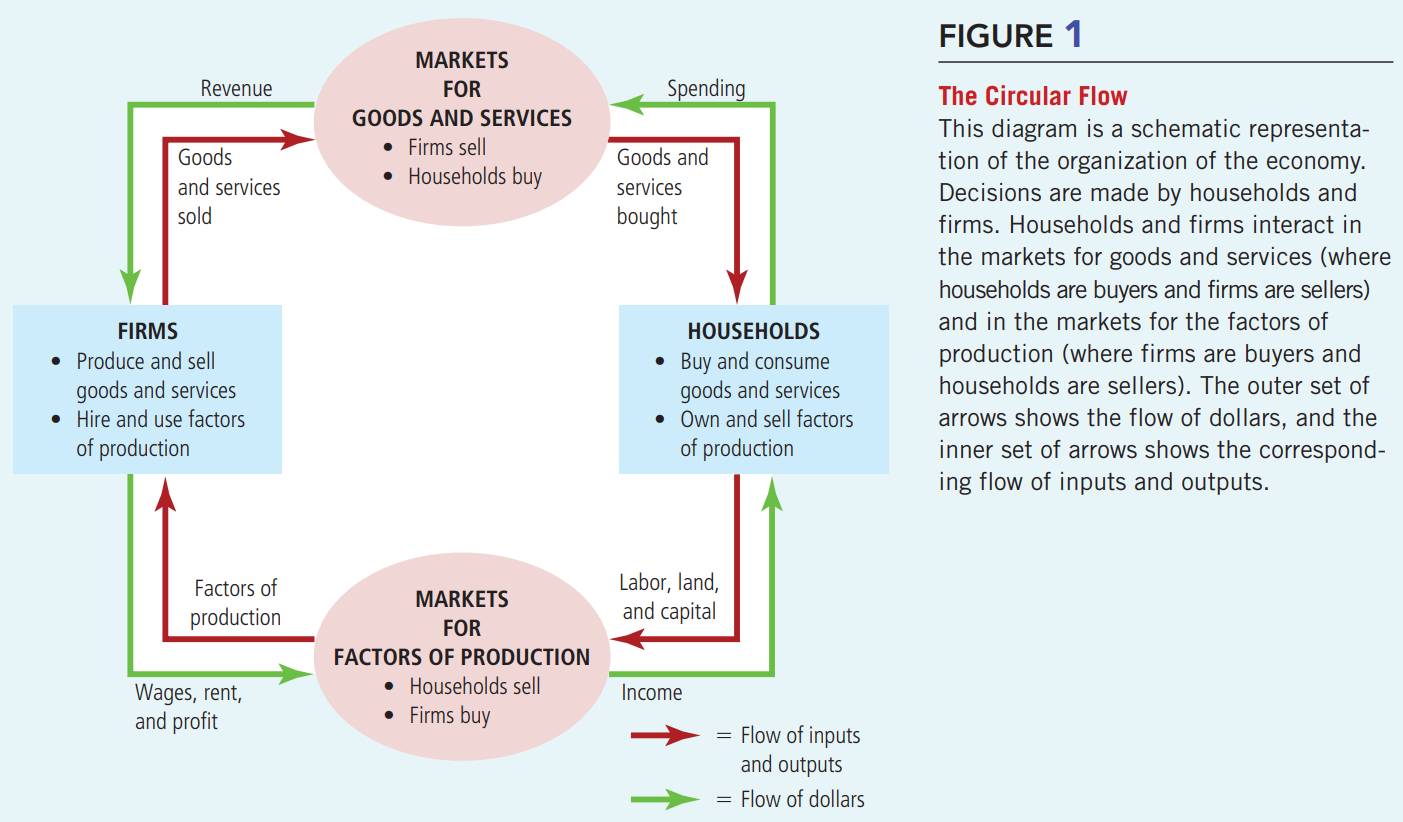 MARKETS
FOR
GOODS AND SERVICES
• Firms sell
• Households buy
Revenue
Spending
Goods
and services
sold
Goods and
services
bought
FIRMS
• Produce and sell
goods and services
• Hire and use factors
of production
HOUSEHOLDS
• Buy and consume
goods and services
• Own and sell factors
of production
Factors of
production
Labor, land,
and capital
MARKETS
FOR
FACTORS OF PRODUCTION
• Households sell
• Firms buy
Wages, rent,
and profit
Income
= Flow of inputs
and outputs
= Flow of dollars
FIGURE 1
The Circular Flow
This diagram is a schematic representa-
tion of the organization of the economy.
Decisions are made by households and
firms. Households and firms interact in
the markets for goods and services (where
households are buyers and firms are sellers)
and in the markets for the factors of
production (where firms are buyers and
households are sellers). The outer set of
arrows shows the flow of dollars, and the
inner set of arrows shows the correspond-
ing flow of inputs and outputs.